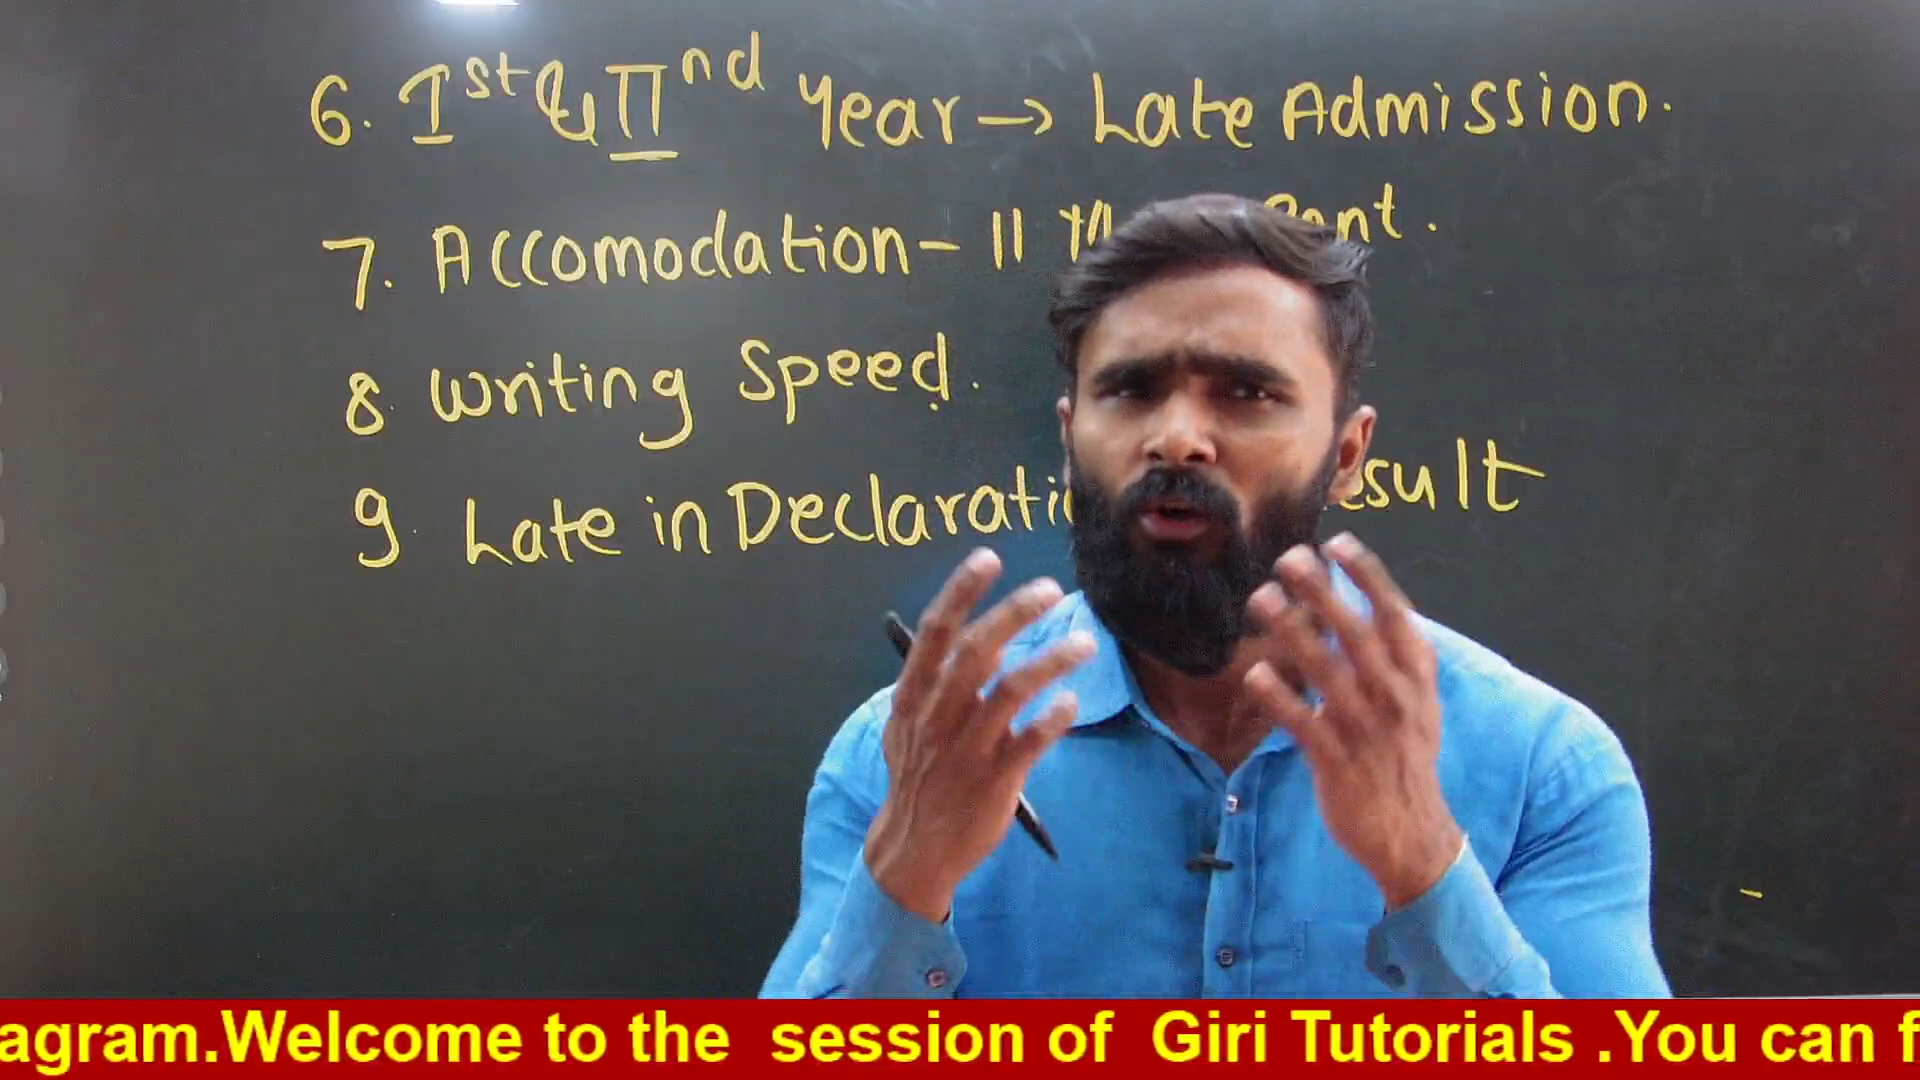 6. Ist & IInd Year → Late Admission.
7. Accomodation - 11
8. Writing Speed.
9. Late in Declaratio esult
agram.Welcome to the session of Giri Tutorials .You can f